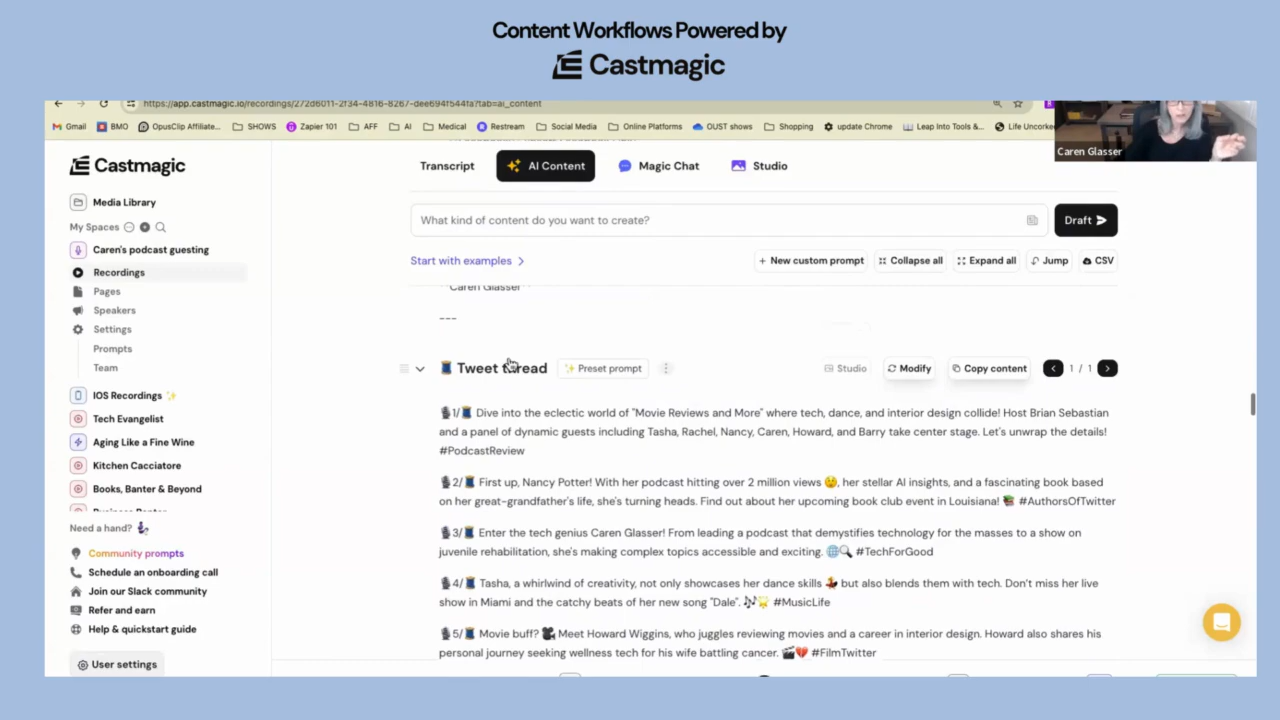 Content Workflows Powered by
Castmagic
https://app.castmagic.io/recordings/272d6011-2f34-4816-8267-dee694f544fa?tab=ai_content
Gmail
BMO
OpusClip Affiliate...
SHOWS
Zapier 101
AFF
AI
Medical
Restream
Social Media
Online Platforms
OUST shows
Shopping
update Chrome
Leap Into Tools &...
Life Uncorke
Caren Glasser
Castmagic
Transcript
AI Content
Magic Chat
Studio
Media Library
My Spaces
What kind of content do you want to create?
Draft
Caren's podcast guesting
Start with examples
+ New custom prompt
Collapse all
Expand all
Jump
CSV
Recordings
Pages
Speakers
Settings
Prompts
Team
IOS Recordings ✨
Tech Evangelist
Aging Like a Fine Wine
Kitchen Cacciatore
Books, Banter & Beyond
Need a hand?
Community prompts
Schedule an onboarding call
Join our Slack community
Refer and earn
Help & quickstart guide
User settings
**Caren Glasser**
---
🧵 Tweet thread
✨ Preset prompt
Studio
Modify
Copy content
1 / 1
🎙️1/🧵 Dive into the eclectic world of "Movie Reviews and More" where tech, dance, and interior design collide! Host Brian Sebastian
and a panel of dynamic guests including Tasha, Rachel, Nancy, Caren, Howard, and Barry take center stage. Let's unwrap the details!
#PodcastReview
🎙️2/🧵 First up, Nancy Potter! With her podcast hitting over 2 million views 🤯, her stellar AI insights, and a fascinating book based
on her great-grandfather's life, she's turning heads. Find out about her upcoming book club event in Louisiana! 📚 #AuthorsOfTwitter
🎙️3/🧵 Enter the tech genius Caren Glasser! From leading a podcast that demystifies technology for the masses to a show on
juvenile rehabilitation, she's making complex topics accessible and exciting. 🌐🔍 #TechForGood
🎙️4/🧵 Tasha, a whirlwind of creativity, not only showcases her dance skills 💃 but also blends them with tech. Don't miss her live
show in Miami and the catchy beats of her new song "Dale". 🎶🌟 #MusicLife
🎙️5/🧵 Movie buff? 🎥 Meet Howard Wiggins, who juggles reviewing movies and a career in interior design. Howard also shares his
personal journey seeking wellness tech for his wife battling cancer. 🎬💔 #FilmTwitter